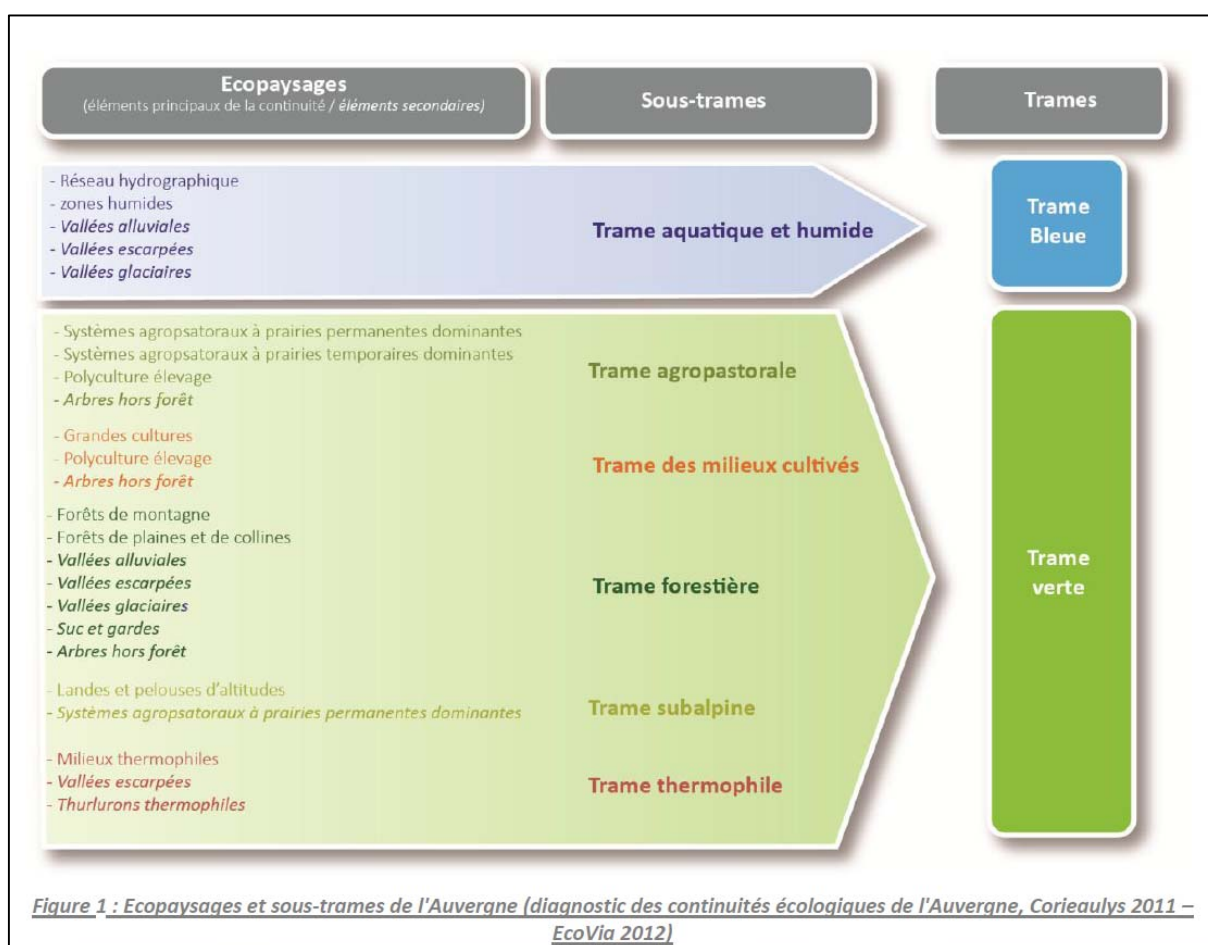 Ecopaysages
(éléments principaux de la continuité / éléments secondaires)
Sous-trames
Trames
- Réseau hydrographique
- zones humides
- Vallées alluviales
- Vallées escarpées
- Vallées glaciaires
Trame aquatique et humide
Trame
Bleue
- Systèmes agropsatoraux à prairies permanentes dominantes
- Systèmes agropsatoraux à prairies temporaires dominantes
- Polyculture élevage
- Arbres hors forêt
Trame agropastorale
- Grandes cultures
- Polyculture élevage
- Arbres hors forêt
Trame des milieux cultivés
- Forêts de montagne
- Forêts de plaines et de collines
- Vallées alluviales
- Vallées escarpées
- Vallées glaciaires
- Suc et gardes
- Arbres hors forêt
Trame forestière
- Landes et pelouses d'altitudes
- Systèmes agropsatoraux à prairies permanentes dominantes
Trame subalpine
- Milieux thermophiles
- Vallées escarpées
- Thurlurons thermophiles
Trame thermophile
Trame
verte
Figure 1 : Ecopaysages et sous-trames de l'Auvergne (diagnostic des continuités écologiques de l'Auvergne, Corieaulys 2011 –
EcoVia 2012)